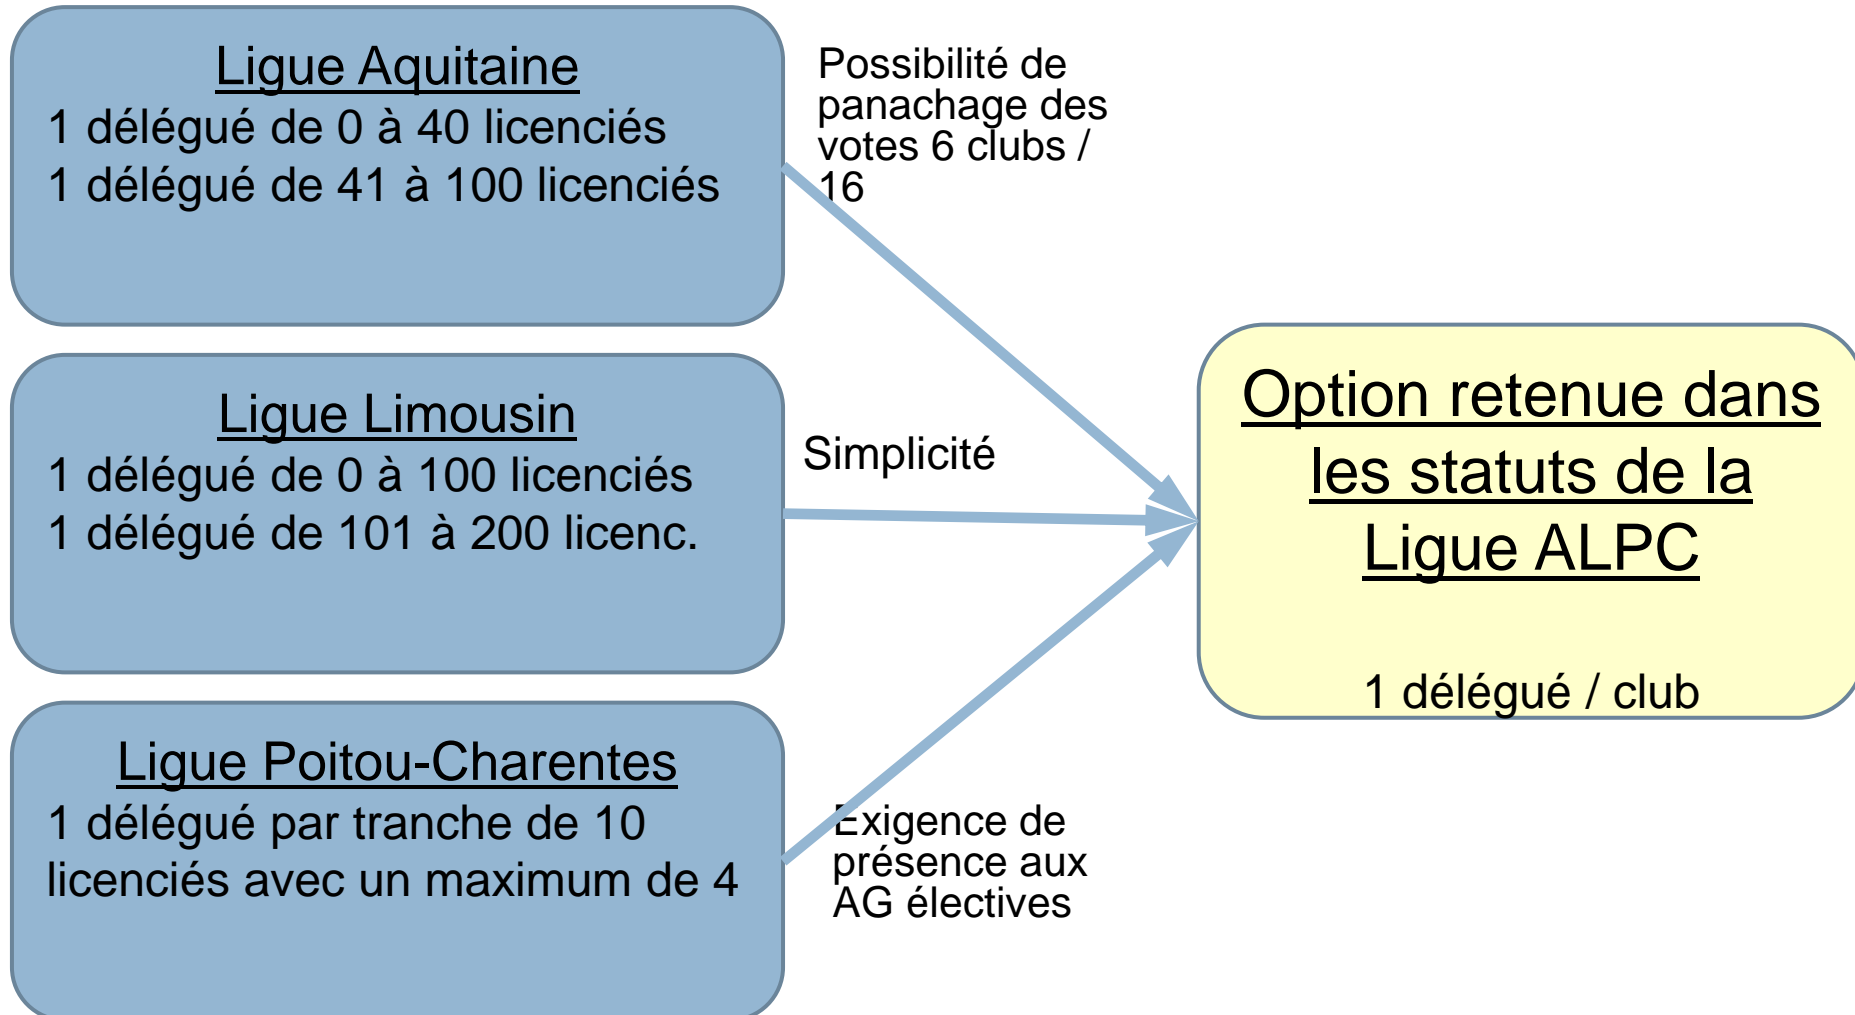 Ligue Aquitaine
1 délégué de 0 à 40 licenciés
1 délégué de 41 à 100 licenciés
Possibilité de
panachage des
votes 6 clubs /
16
Ligue Limousin
1 délégué de 0 à 100 licenciés
1 délégué de 101 à 200 licenc.
Simplicité
Ligue Poitou-Charentes
1 délégué par tranche de 10
licenciés avec un maximum de 4
Exigence de
présence aux
AG électives
Option retenue dans
les statuts de la
Ligue ALPC
1 délégué / club